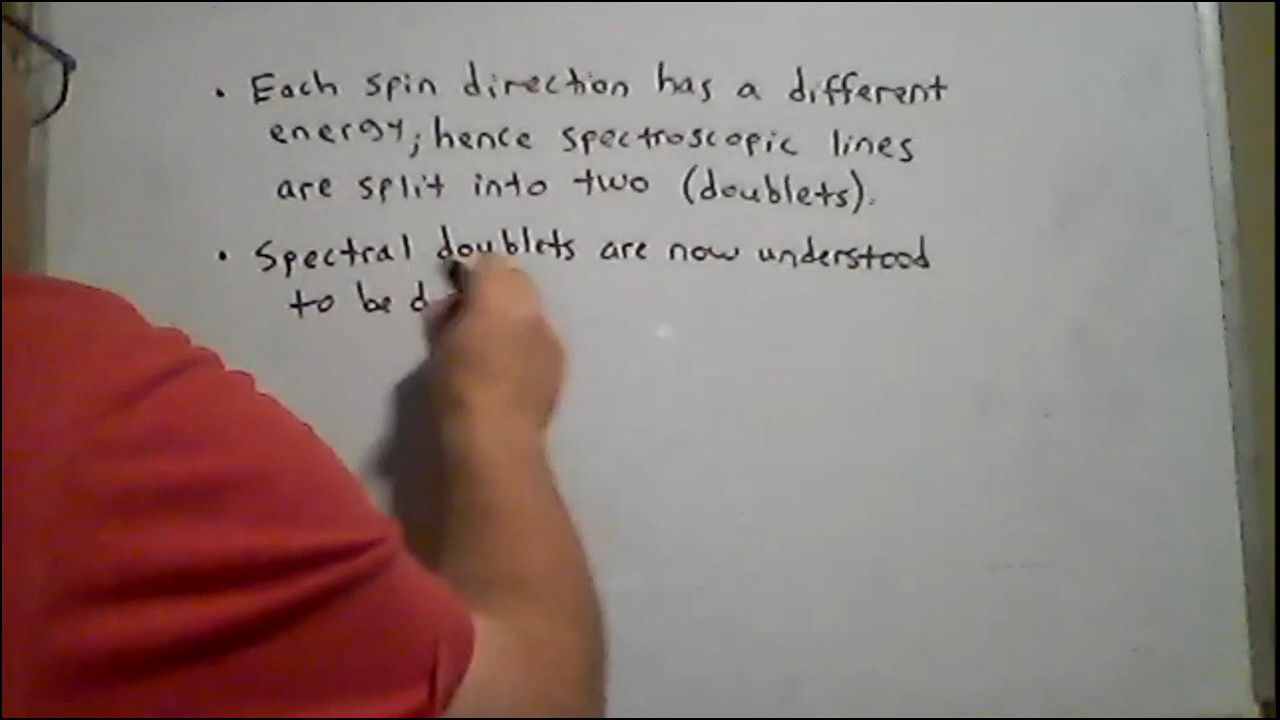 • Each spin direction has a different
energy; hence spectroscopic lines
are split into two (doublets).
• Spectral doublets are now understood
to be d